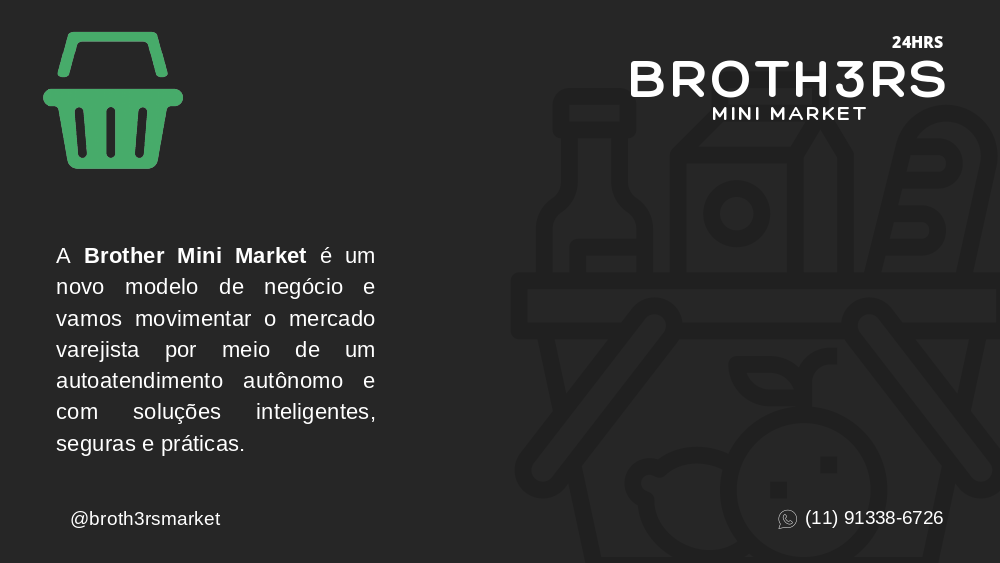 24HRS
BROTH3RS
MINI MARKET
A Brother Mini Market é um
novo modelo de negócio e
vamos movimentar o mercado
varejista por meio de um
autoatendimento autônomo e
com soluções inteligentes,
seguras e práticas.
@broth3rsmarket
(11) 91338-6726